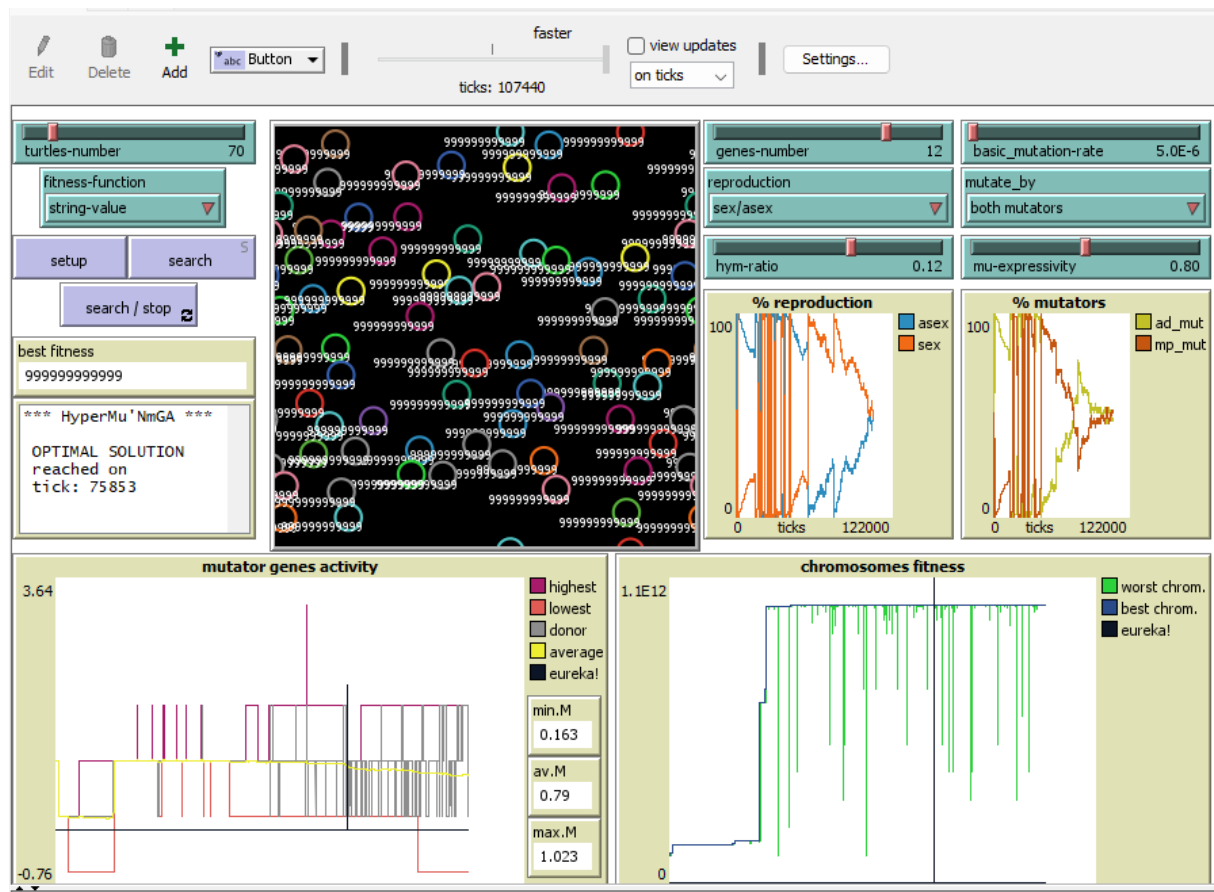 faster
view updates
Edit
Delete
Add
abc Button
on ticks
Settings...
ticks: 107440
turtles-number 70
fitness-function
string-value
setup
search
S
search / stop
best fitness
999999999999
*** HyperMu'NmGA ***
OPTIMAL SOLUTION
reached on
tick: 75853
genes-number 12
basic_mutation-rate 5.0E-6
reproduction
sex/asex
mutate_by
both mutators
hym-ratio 0.12
mu-expressivity 0.80
% reproduction
100
0
0 ticks 122000
asex
sex
% mutators
100
0
0 ticks 122000
ad_mut
mp_mut
mutator genes activity
3.64
-0.76
highest
lowest
donor
average
eureka!
min.M
0.163
av.M
0.79
max.M
1.023
chromosomes fitness
1.1E12
0
worst chrom.
best chrom.
eureka!